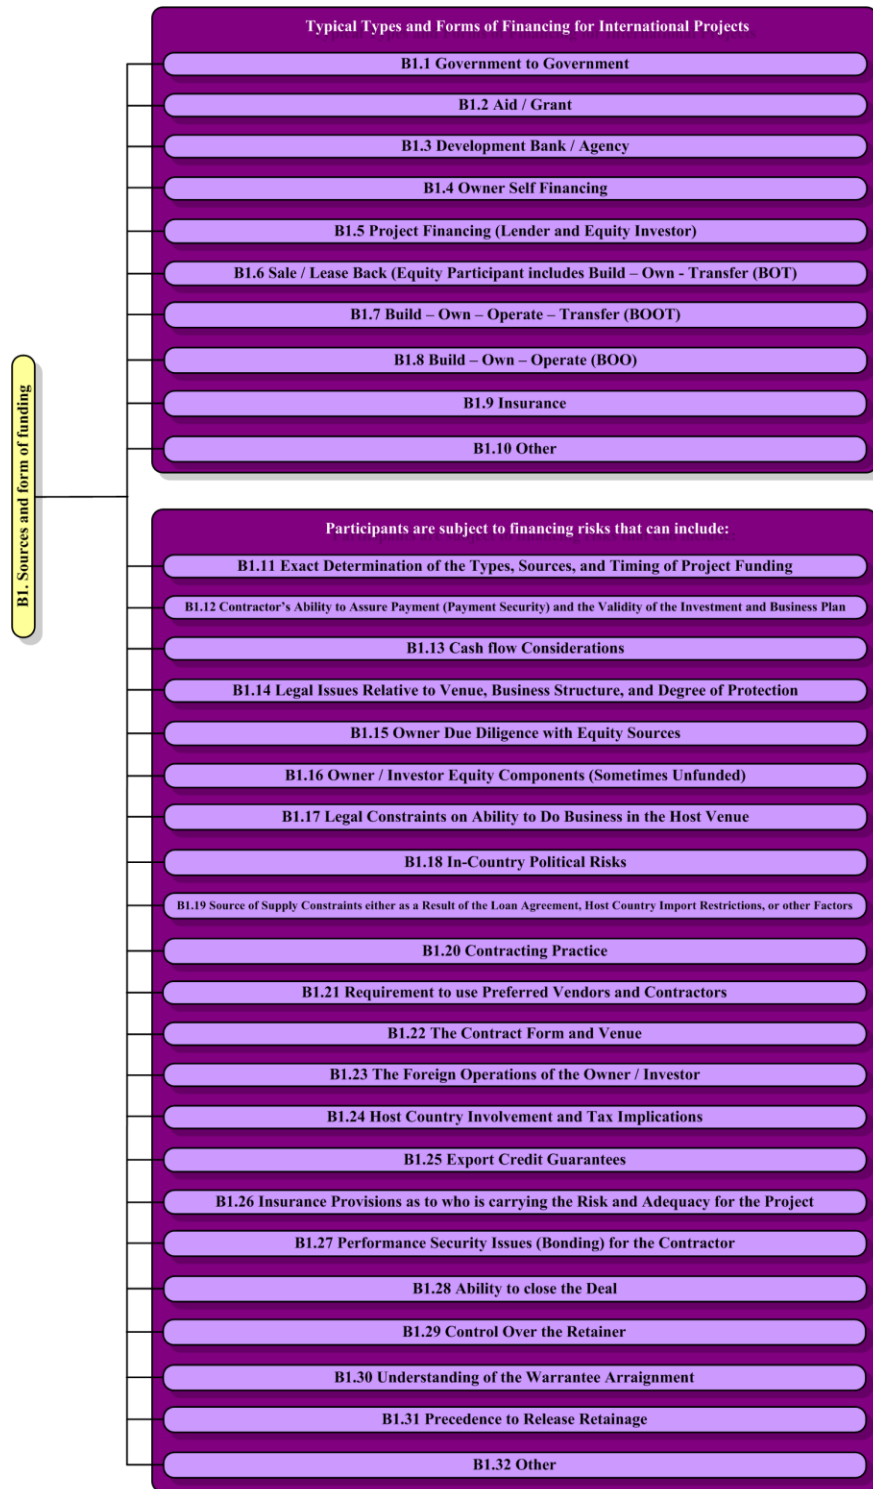 Typical Types and Forms of Financing for International Projects
B1.1 Government to Government
B1.2 Aid / Grant
B1.3 Development Bank / Agency
B1.4 Owner Self Financing
B1.5 Project Financing (Lender and Equity Investor)
B1.6 Sale / Lease Back (Equity Participant includes Build – Own - Transfer (BOT)
B1.7 Build – Own – Operate – Transfer (BOOT)
B1.8 Build – Own – Operate (BOO)
B1.9 Insurance
B1.10 Other
B1. Sources and form of funding
Participants are subject to financing risks that can include:
B1.11 Exact Determination of the Types, Sources, and Timing of Project Funding
B1.12 Contractor’s Ability to Assure Payment (Payment Security) and the Validity of the Investment and Business Plan
B1.13 Cash flow Considerations
B1.14 Legal Issues Relative to Venue, Business Structure, and Degree of Protection
B1.15 Owner Due Diligence with Equity Sources
B1.16 Owner / Investor Equity Components (Sometimes Unfunded)
B1.17 Legal Constraints on Ability to Do Business in the Host Venue
B1.18 In-Country Political Risks
B1.19 Source of Supply Constraints either as a Result of the Loan Agreement, Host Country Import Restrictions, or other Factors
B1.20 Contracting Practice
B1.21 Requirement to use Preferred Vendors and Contractors
B1.22 The Contract Form and Venue
B1.23 The Foreign Operations of the Owner / Investor
B1.24 Host Country Involvement and Tax Implications
B1.25 Export Credit Guarantees
B1.26 Insurance Provisions as to who is carrying the Risk and Adequacy for the Project
B1.27 Performance Security Issues (Bonding) for the Contractor
B1.28 Ability to close the Deal
B1.29 Control Over the Retainer
B1.30 Understanding of the Warrantee Arraignment
B1.31 Precedence to Release Retainage
B1.32 Other